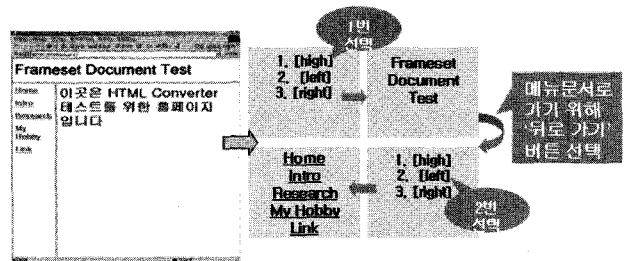 Frameset Document Test
Home
Intro
Research
My
Hobby
Link
이곳은 HTML Converter
테스트를 위한 홈페이지
입니다
1번
선택
1. [high]
2. [left]
3. [right]
Frameset
Document
Test
메뉴문서로
가기 위해
'뒤로 가기'
버튼 선택
Home
Intro
Research
My Hobby
Link
1. [high]
2. [left]
3. [right]
2번
선택